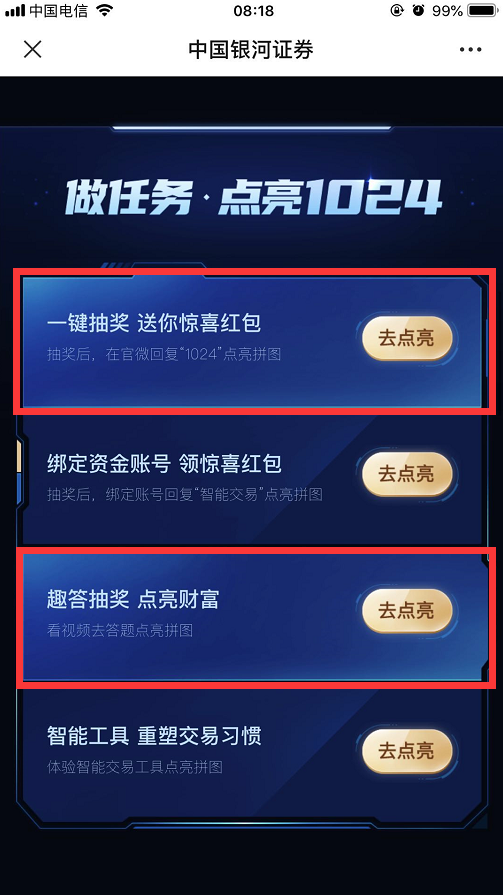 中国电信 08:18 99%
中国银河证券
做任务·点亮1024
一键抽奖 送你惊喜红包
抽奖后，在官微回复“1024”点亮拼图
去点亮
绑定资金账号 领惊喜红包
抽奖后，绑定账号回复“智能交易”点亮拼图
去点亮
趣答抽奖 点亮财富
看视频去答题点亮拼图
去点亮
智能工具 重塑交易习惯
体验智能交易工具点亮拼图
去点亮